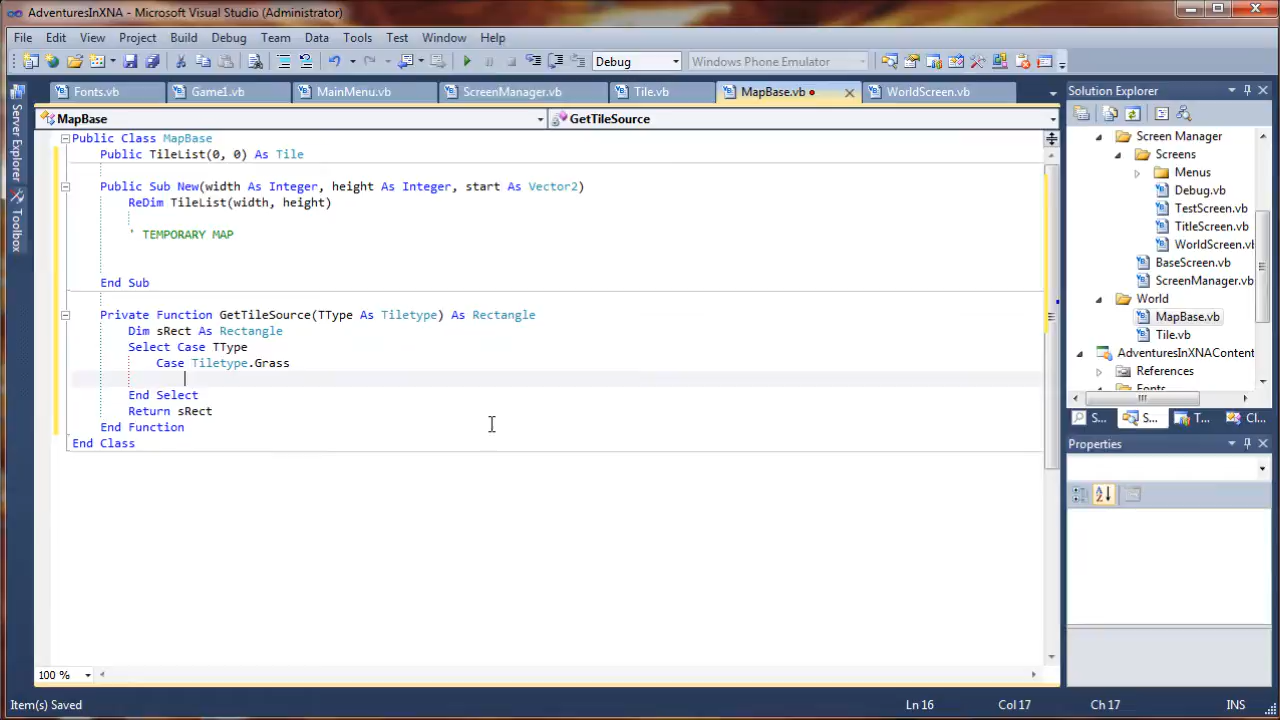 AdventuresInXNA - Microsoft Visual Studio (Administrator)
File Edit View Project Build Debug Team Data Tools Test Window Help
Debug Windows Phone Emulator
Fonts.vb Game1.vb MainMenu.vb ScreenManager.vb Tile.vb MapBase.vb WorldScreen.vb
MapBase GetTileSource
Server Explorer
Toolbox
Public Class MapBase
Public TileList(0, 0) As Tile
Public Sub New(width As Integer, height As Integer, start As Vector2)
ReDim TileList(width, height)
' TEMPORARY MAP
End Sub
Private Function GetTileSource(TType As Tiletype) As Rectangle
Dim sRect As Rectangle
Select Case TType
Case Tiletype.Grass
End Select
Return sRect
End Function
End Class
100 %
Solution Explorer
Screen Manager
Screens
Menus
Debug.vb
TestScreen.vb
TitleScreen.vb
WorldScreen.vb
BaseScreen.vb
ScreenManager.vb
World
MapBase.vb
Tile.vb
AdventuresInXNAContent
References
Fonts
S... S... T... Cl...
Properties
Item(s) Saved Ln 16 Col 17 Ch 17 INS